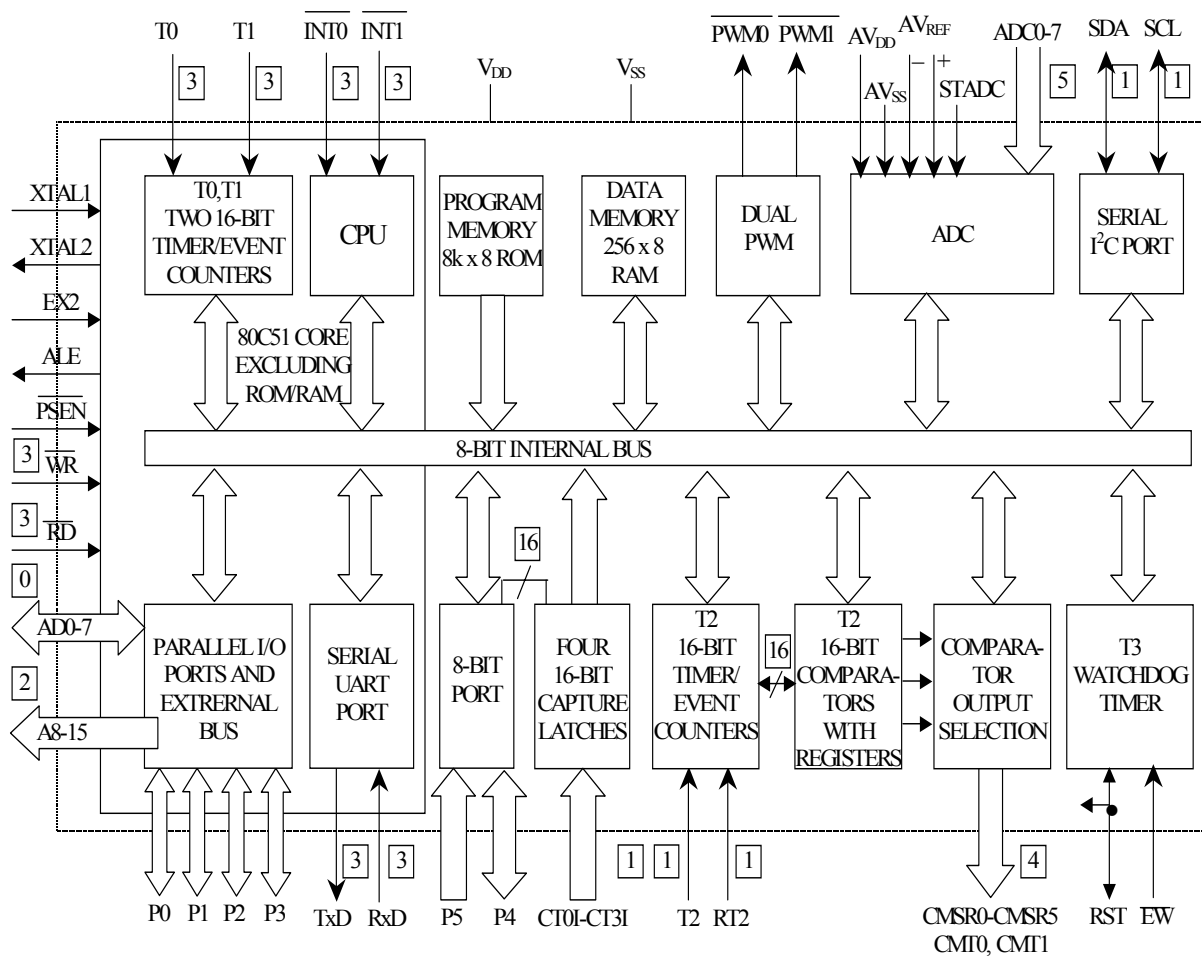 T0 T1 INT0 INT1 PWM0 PWM1 AVDD AVREF ADC0-7 SDA SCL
3 3 3 3 VDD VSS − + 5 1 1
AVSS STADC
XTAL1
XTAL2
EX2
ALE
PSEN
3 WR
3 RD
0
AD0-7
2
A8-15
T0,T1
TWO 16-BIT
TIMER/EVENT
COUNTERS
CPU
PROGRAM
MEMORY
8k x 8 ROM
DATA
MEMORY
256 x 8
RAM
DUAL
PWM
ADC
SERIAL
I²C PORT
80C51 CORE
EXCLUDING
ROM/RAM
8-BIT INTERNAL BUS
PARALLEL I/O
PORTS AND
EXTRERNAL
BUS
SERIAL
UART
PORT
8-BIT
PORT
16
FOUR
16-BIT
CAPTURE
LATCHES
T2
16-BIT
TIMER/
EVENT
COUNTERS
16
T2
16-BIT
COMPARA-
TORS
WITH
REGISTERS
COMPARA-
TOR
OUTPUT
SELECTION
T3
WATCHDOG
TIMER
3 3 1 1 1 4
P0 P1 P2 P3 TxD RxD P5 P4 CT0I-CT3I T2 RT2 CMSR0-CMSR5 RST EW
CMT0, CMT1